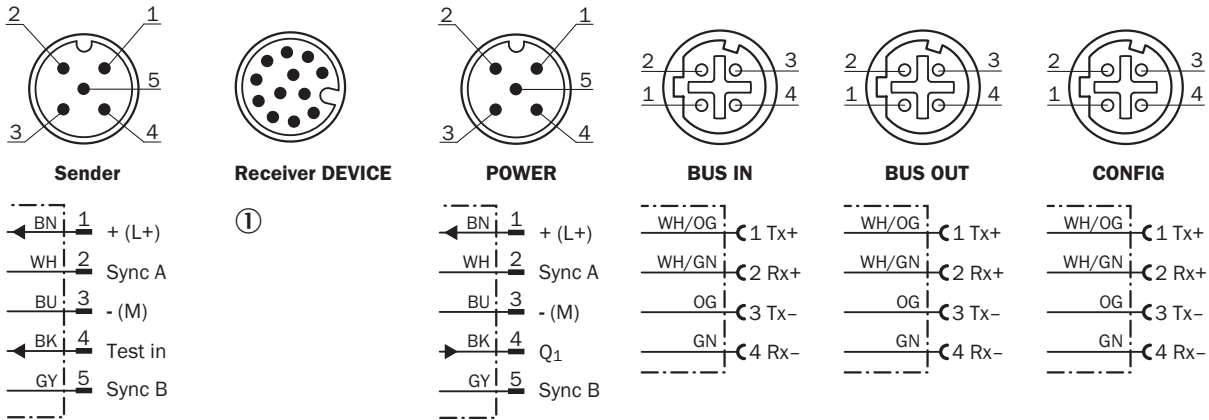 2 1
5
3 4
Sender
BN 1 + (L+)
WH 2 Sync A
BU 3 - (M)
BK 4 Test in
GY 5 Sync B
Receiver DEVICE
①
2 1
5
3 4
POWER
BN 1 + (L+)
WH 2 Sync A
BU 3 - (M)
BK 4 Q1
GY 5 Sync B
2 3
1 4
BUS IN
WH/OG 1 Tx+
WH/GN 2 Rx+
OG 3 Tx–
GN 4 Rx–
2 3
1 4
BUS OUT
WH/OG 1 Tx+
WH/GN 2 Rx+
OG 3 Tx–
GN 4 Rx–
2 3
1 4
CONFIG
WH/OG 1 Tx+
WH/GN 2 Rx+
OG 3 Tx–
GN 4 Rx–